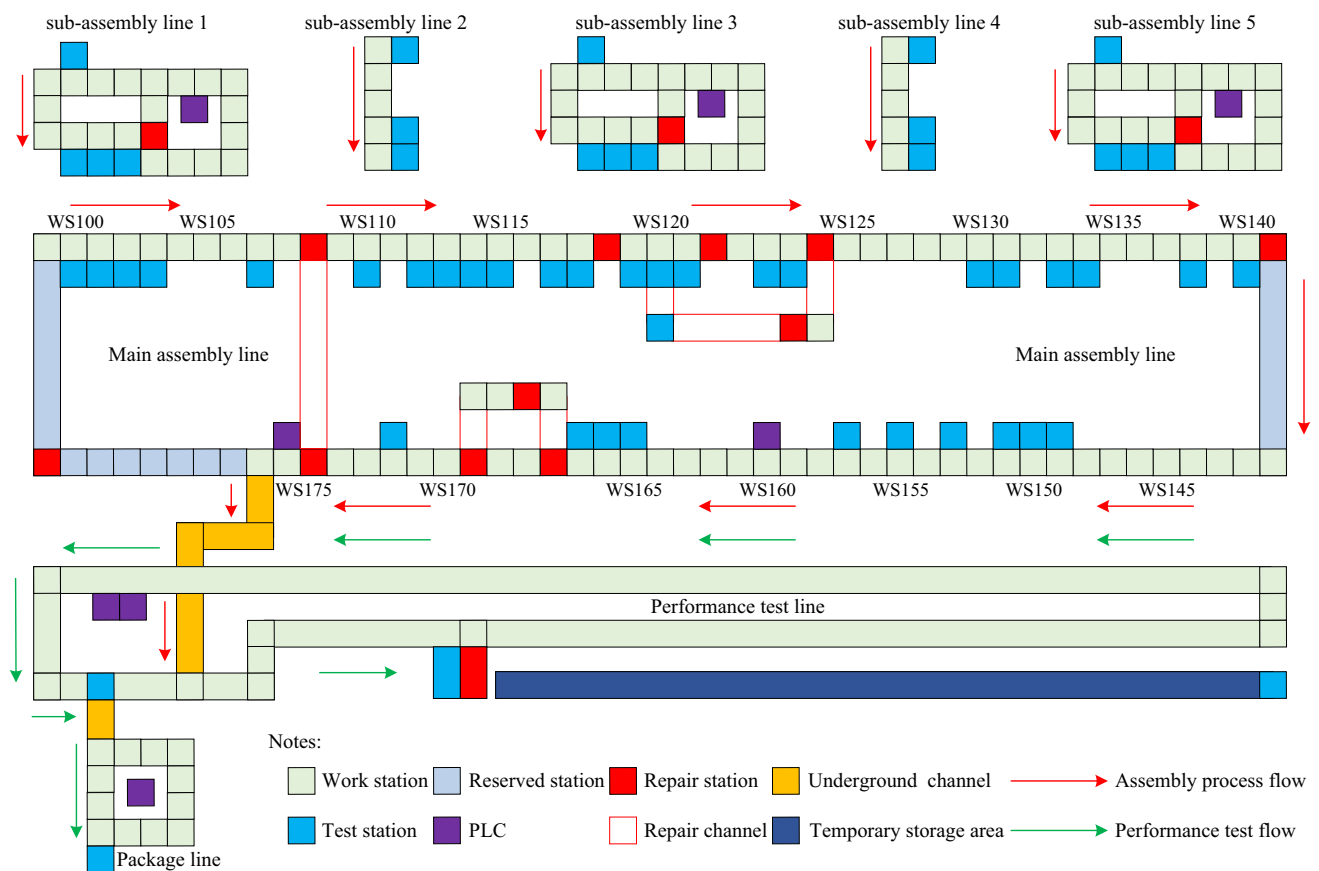 sub-assembly line 1
sub-assembly line 2
sub-assembly line 3
sub-assembly line 4
sub-assembly line 5
WS100
WS105
WS110
WS115
WS120
WS125
WS130
WS135
WS140
Main assembly line
Main assembly line
WS175
WS170
WS165
WS160
WS155
WS150
WS145
Performance test line
Notes:
Work station
Reserved station
Repair station
Underground channel
Assembly process flow
Test station
PLC
Repair channel
Temporary storage area
Performance test flow
Package line